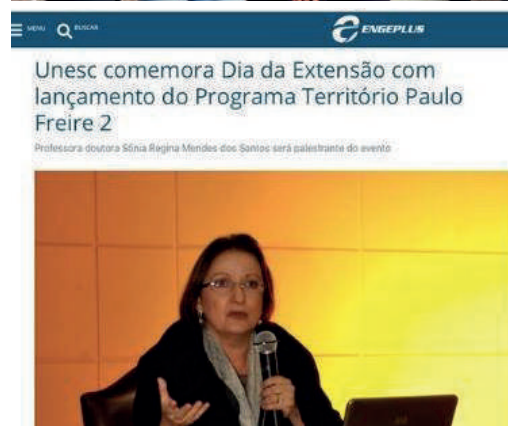 MENU BUSCAR ENGEPLUS
Unesc comemora Dia da Extensão com
lançamento do Programa Território Paulo
Freire 2
Professora doutora Sônia Regina Mendes dos Santos será palestrante do evento